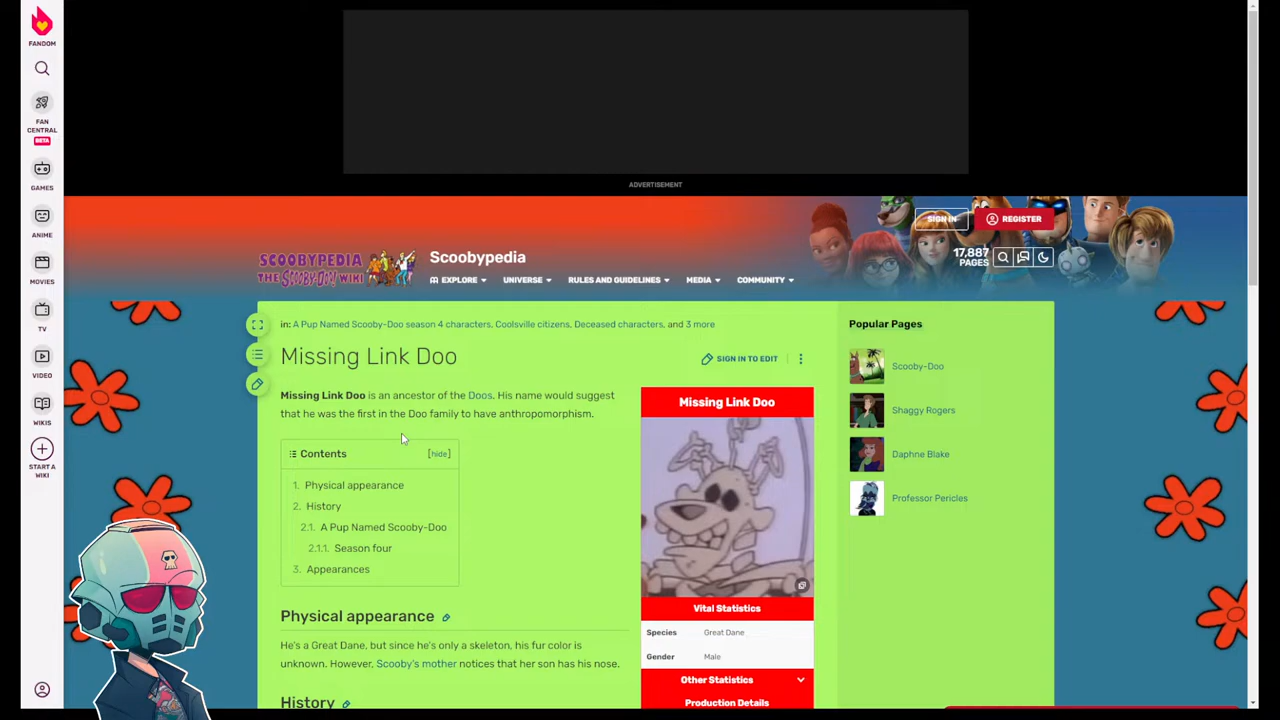 FANDOM
FAN
CENTRAL
BETA
GAMES
ANIME
MOVIES
TV
VIDEO
WIKIS
START A
WIKI
ADVERTISEMENT
SIGN IN
REGISTER
SCOOBYPEDIA
THE SCOOBY-DOO WIKI
Scoobypedia
17,887
PAGES
EXPLORE
UNIVERSE
RULES AND GUIDELINES
MEDIA
COMMUNITY
in: A Pup Named Scooby-Doo season 4 characters, Coolsville citizens, Deceased characters, and 3 more
Missing Link Doo
SIGN IN TO EDIT
Missing Link Doo is an ancestor of the Doos. His name would suggest
that he was the first in the Doo family to have anthropomorphism.
Contents [hide]
1. Physical appearance
2. History
2.1. A Pup Named Scooby-Doo
2.1.1. Season four
3. Appearances
Physical appearance
He's a Great Dane, but since he's only a skeleton, his fur color is
unknown. However, Scooby's mother notices that her son has his nose.
History
Missing Link Doo
Vital Statistics
Species Great Dane
Gender Male
Other Statistics
Production Details
Popular Pages
Scooby-Doo
Shaggy Rogers
Daphne Blake
Professor Pericles